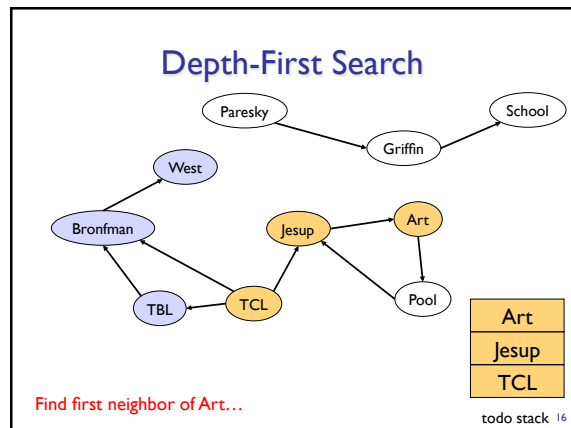 Depth-First Search
Paresky
School
Griffin
West
Bronfman
Jesup
Art
TBL
TCL
Pool
Art
Jesup
TCL
Find first neighbor of Art…
todo stack 16